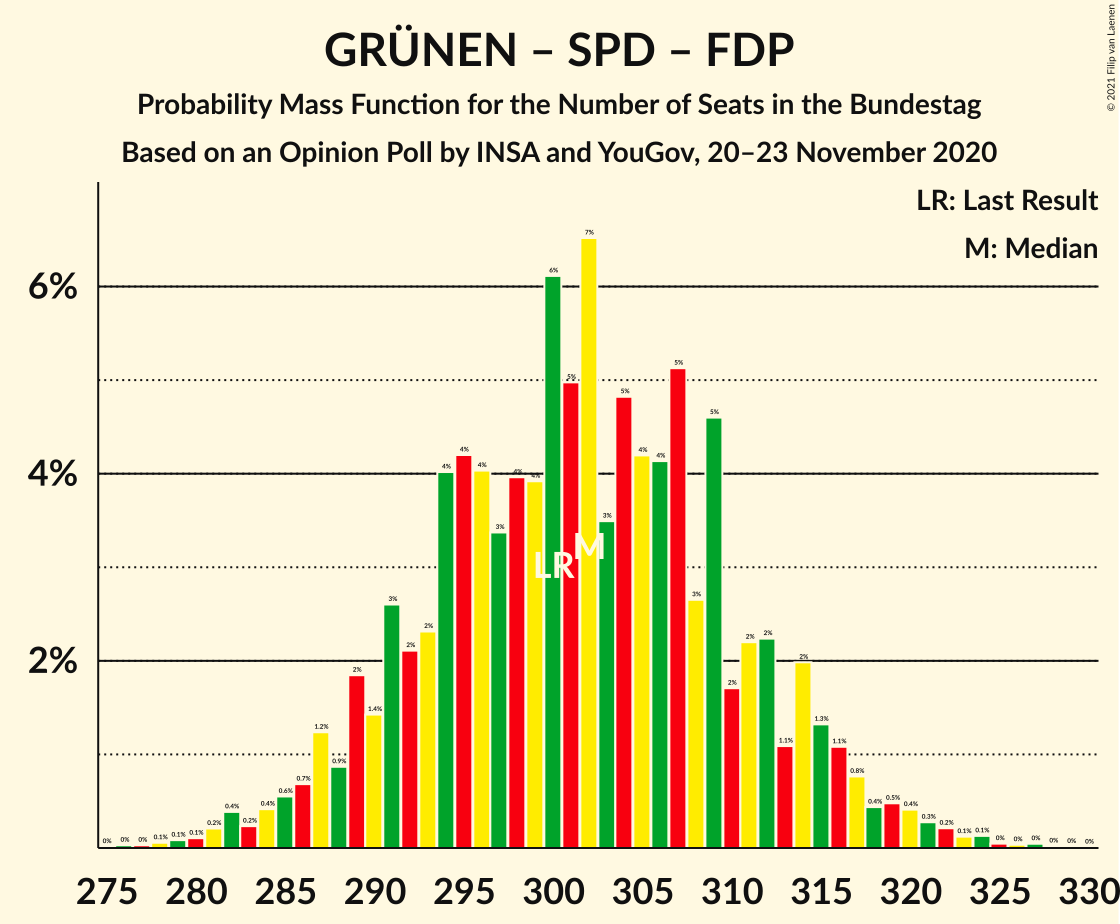 GRÜNEN – SPD – FDP
Probability Mass Function for the Number of Seats in the Bundestag
Based on an Opinion Poll by INSA and YouGov, 20–23 November 2020
© 2021 Filip van Laenen
LR: Last Result
M: Median
6%
4%
2%
0% 0% 0% 0.1% 0.1% 0.1% 0.2% 0.4% 0.2% 0.4% 0.6% 0.7% 1.2% 0.9% 2% 1.4% 3% 2% 2% 4% 4% 4% 3% 4% 4% 6% 5% 7% 3% 5% 4% 4% 5% 3% 5% 2% 2% 2% 1.1% 2% 1.3% 1.1% 0.8% 0.4% 0.5% 0.4% 0.3% 0.2% 0.1% 0.1% 0% 0% 0% 0% 0% 0%
LR
M
275 280 285 290 295 300 305 310 315 320 325 330